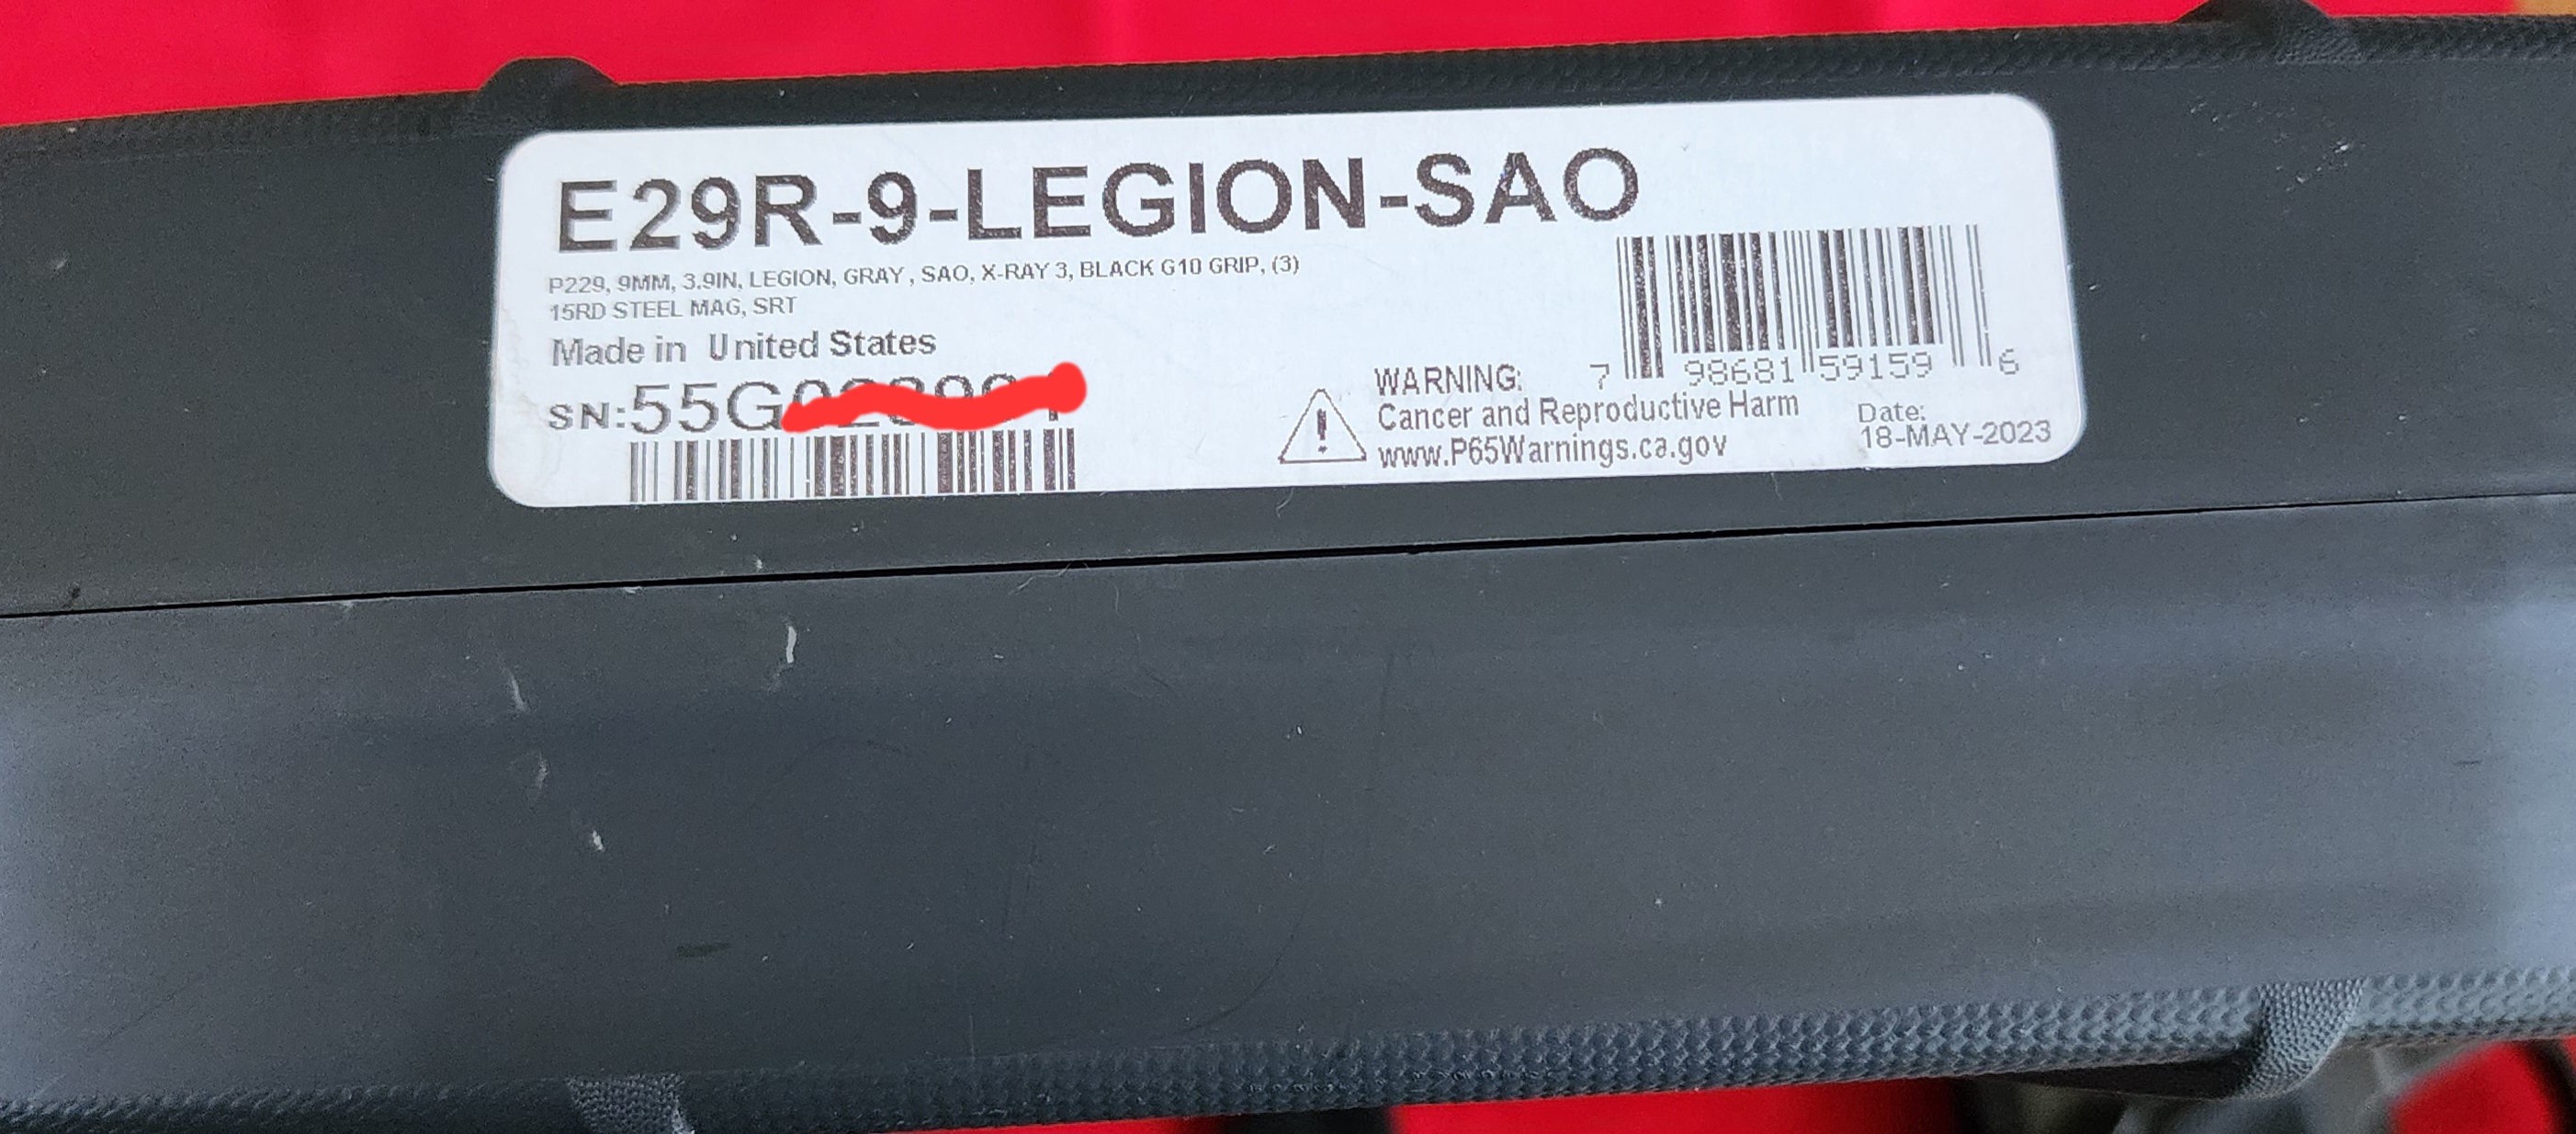 E29R-9-LEGION-SAO
P229, 9MM, 3.9IN, LEGION, GRAY , SAO, X-RAY 3, BLACK G10 GRIP, (3)
15RD STEEL MAG, SRT
Made in United States
SN:55G
7 98681 59159 6
WARNING:
Cancer and Reproductive Harm
www.P65Warnings.ca.gov
Date:
18-MAY-2023